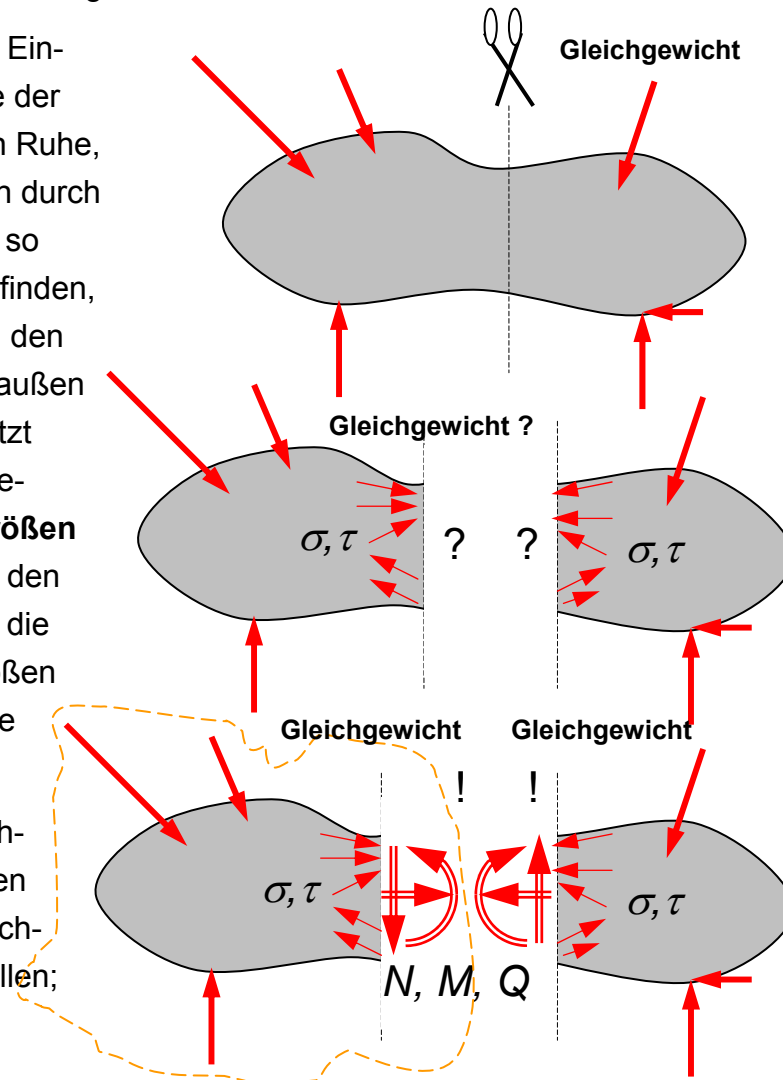 Ein-
e der
n Ruhe,
n durch
so
finden,
den
außen
tzt
e-
ößen
den
die
ßen
e
h-
en
ch-
llen;
Gleichgewicht
Gleichgewicht ?
σ, τ
? ?
σ, τ
Gleichgewicht Gleichgewicht
! !
σ, τ
σ, τ
N, M, Q